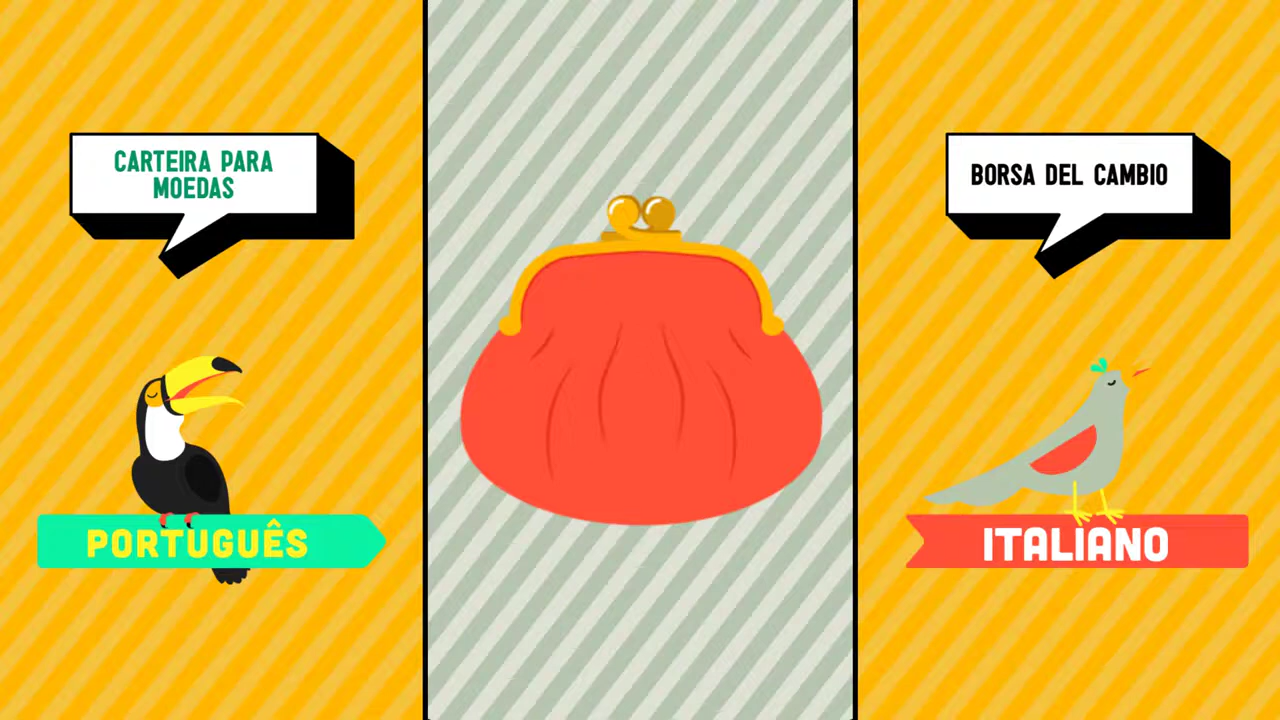 CARTEIRA PARA
MOEDAS
BORSA DEL CAMBIO
PORTUGUÊS
ITALIANO